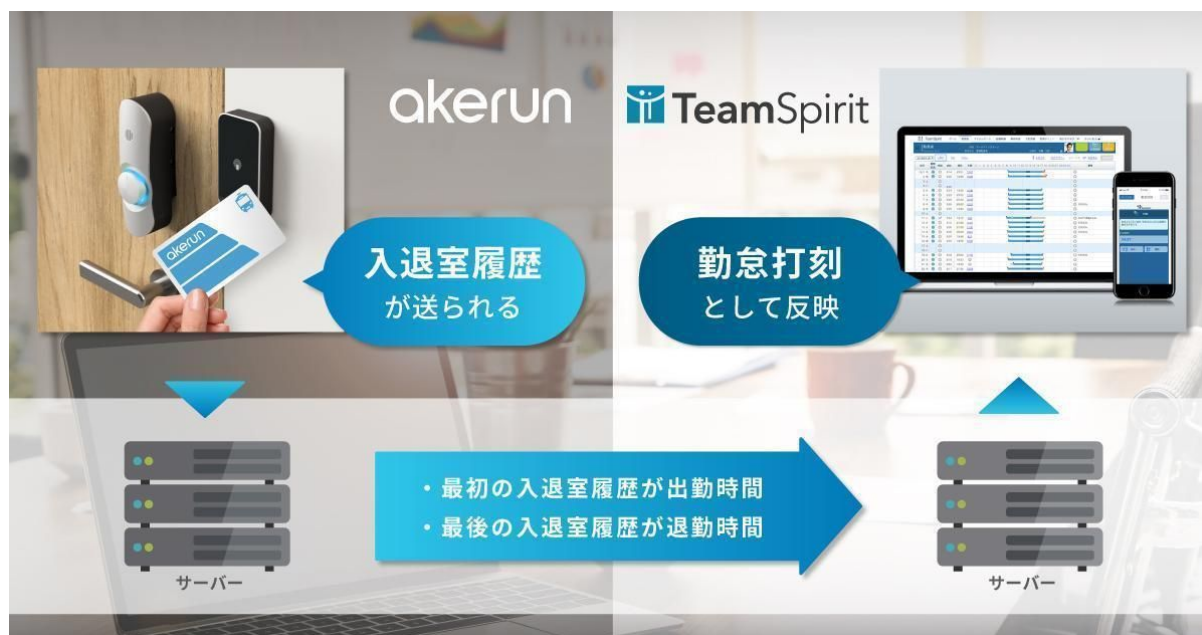 akerun
TeamSpirit
akerun
入退室履歴
が送られる
勤怠打刻
として反映
・最初の入退室履歴が出勤時間
・最後の入退室履歴が退勤時間
サーバー
サーバー